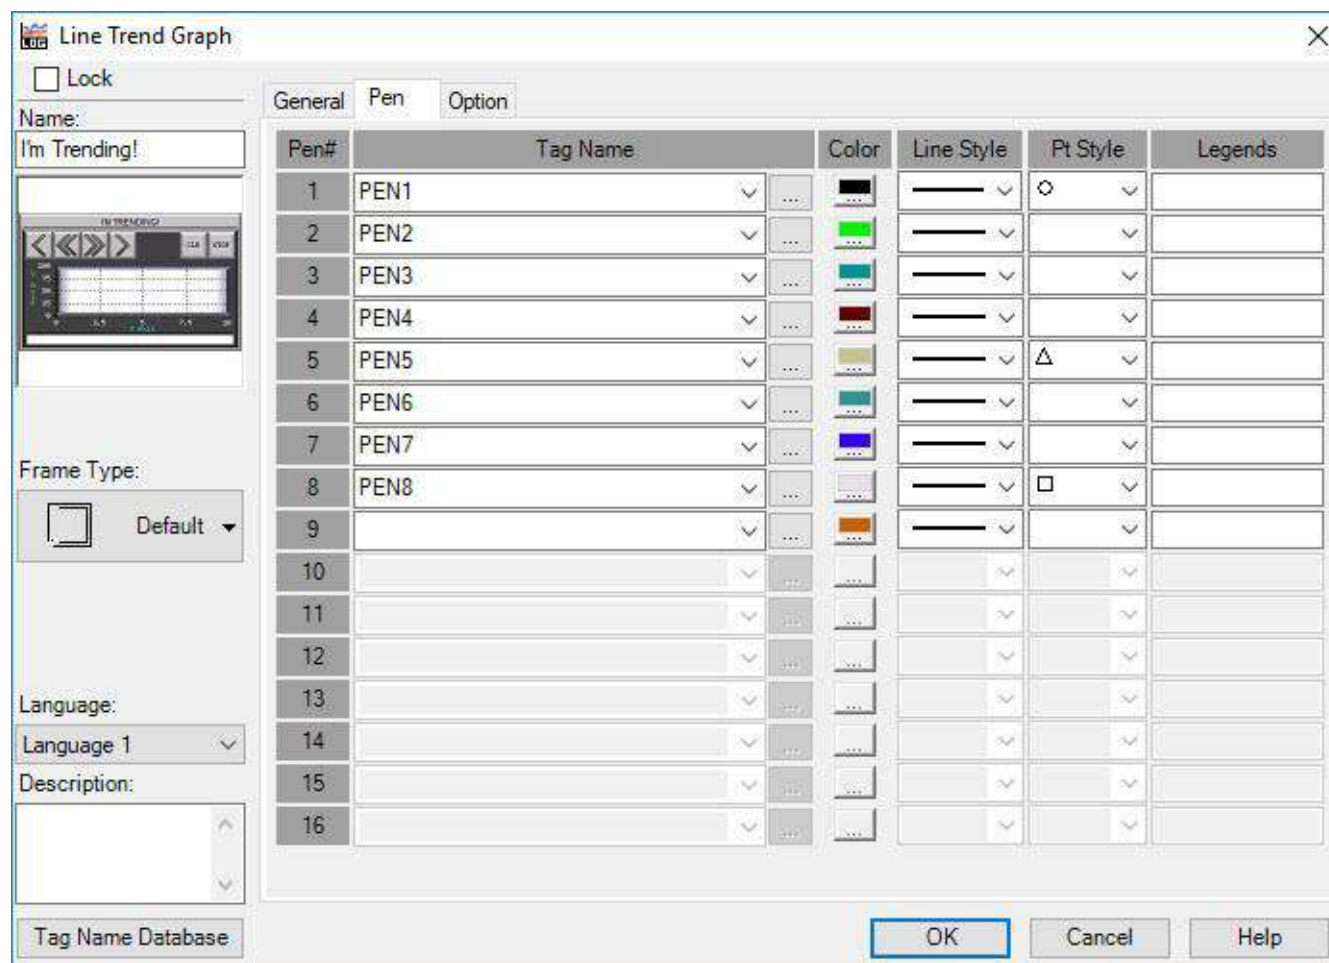 Line Trend Graph
Lock
Name:
I'm Trending!
General Pen Option
Pen# Tag Name Color Line Style Pt Style Legends
1 PEN1 ... ...
2 PEN2 ... ...
3 PEN3 ... ...
4 PEN4 ... ...
5 PEN5 ... ...
6 PEN6 ... ...
7 PEN7 ... ...
8 PEN8 ... ...
9 ... ...
10 ... ...
11 ... ...
12 ... ...
13 ... ...
14 ... ...
15 ... ...
16 ... ...
I'M TRENDING!
Frame Type:
Default
Language:
Language 1
Description:
Tag Name Database
OK Cancel Help